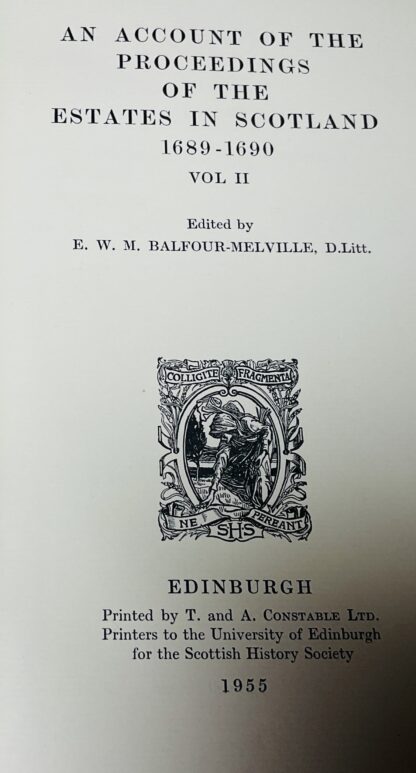 AN ACCOUNT OF THE
PROCEEDINGS
OF THE
ESTATES IN SCOTLAND
1689-1690
VOL II
Edited by
E. W. M. BALFOUR-MELVILLE, D.Litt.
COLLIGITE FRAGMENTA
NE PEREANT
SHS
EDINBURGH
Printed by T. and A. CONSTABLE LTD.
Printers to the University of Edinburgh
for the Scottish History Society
1955